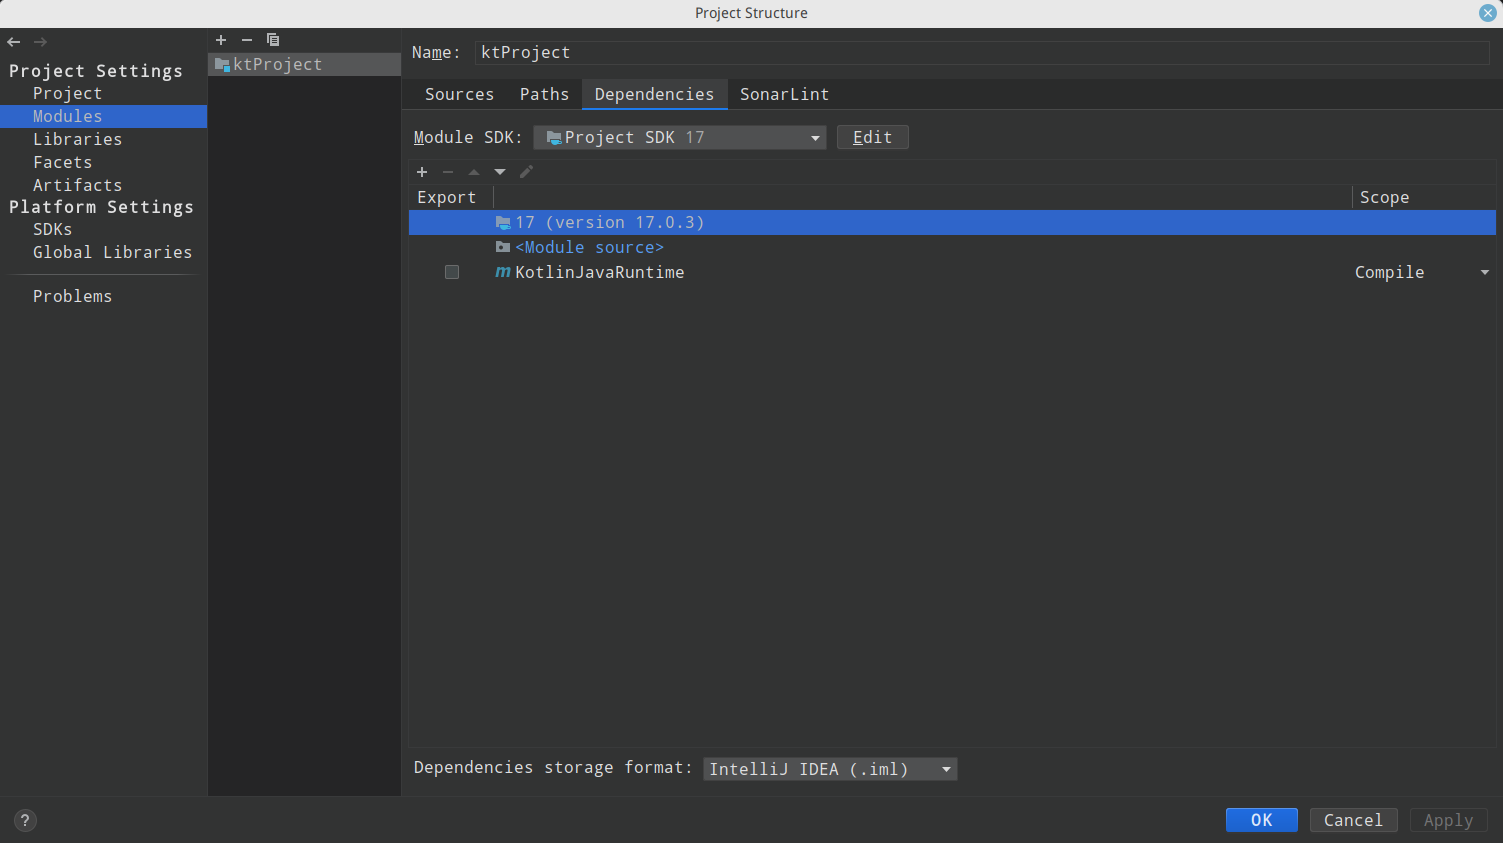 Project Structure
Project Settings
Project
Modules
Libraries
Facets
Artifacts
Platform Settings
SDKs
Global Libraries
Problems
ktProject
Name: ktProject
Sources Paths Dependencies SonarLint
Module SDK: Project SDK 17 Edit
Export Scope
17 (version 17.0.3)
<Module source>
m KotlinJavaRuntime Compile
Dependencies storage format: IntelliJ IDEA (.iml)
? OK Cancel Apply